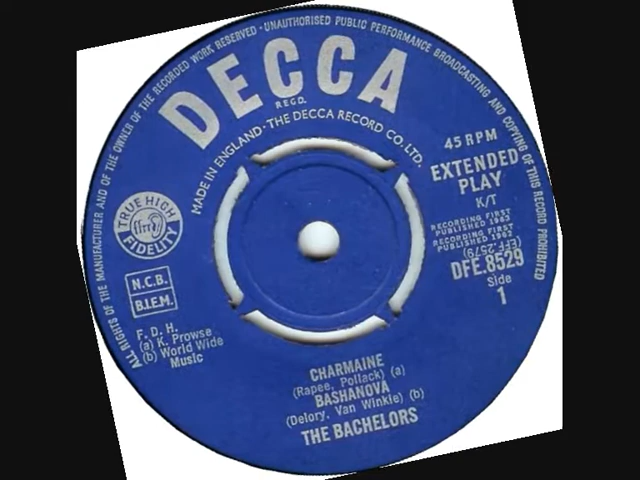 ALL RIGHTS OF THE MANUFACTURER AND OF THE OWNER OF THE RECORDED WORK RESERVED · UNAUTHORISED PUBLIC PERFORMANCE BROADCASTING AND COPYING OF THIS RECORD PROHIBITED
DECCA
REGD.
MADE IN ENGLAND · THE DECCA RECORD CO. LTD.
45 RPM
EXTENDED
PLAY
K/T
TRUE HIGH
ffrr
FIDELITY
RECORDING FIRST
PUBLISHED 1962
RECORDING FIRST
PUBLISHED 1963
(EFF.2579)
DFE.8529
Side
1
N.C.B.
B.I.E.M.
F. D. H.
(a) K. Prowse
(b) World Wide
Music
CHARMAINE
(Rapee, Pollack) (a)
BASHANOVA
(Delory, Van Winkle) (b)
THE BACHELORS